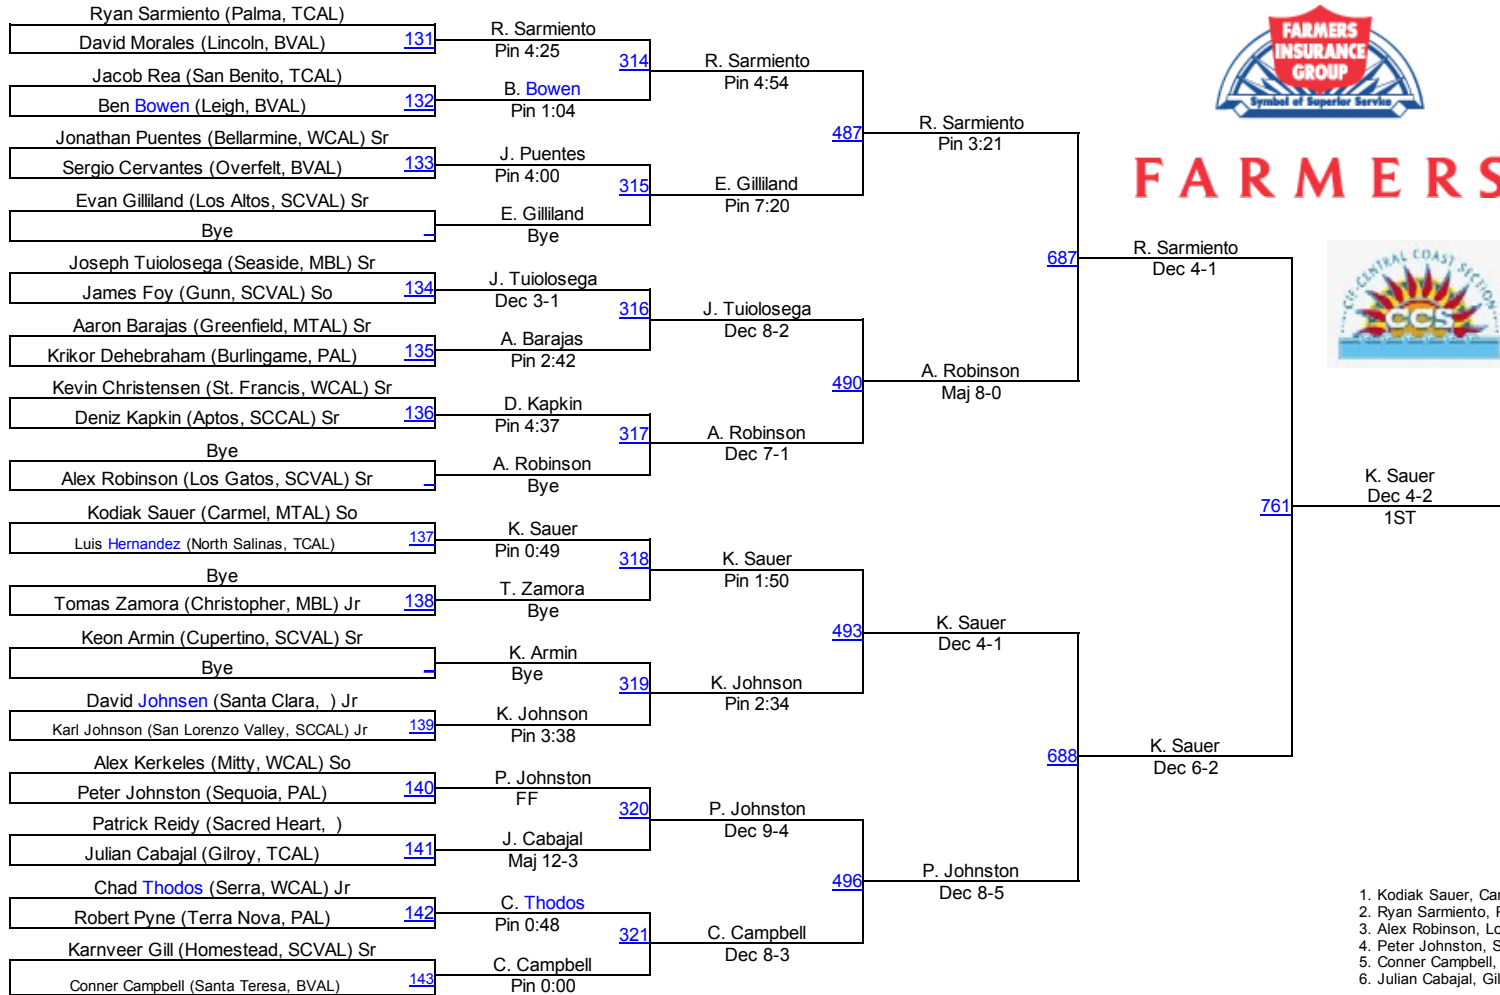 Ryan Sarmiento (Palma, TCAL)
David Morales (Lincoln, BVAL) 131
Jacob Rea (San Benito, TCAL)
Ben Bowen (Leigh, BVAL) 132
Jonathan Puentes (Bellarmine, WCAL) Sr
Sergio Cervantes (Overfelt, BVAL) 133
Evan Gilliland (Los Altos, SCVAL) Sr
Bye
Joseph Tuiolosega (Seaside, MBL) Sr
James Foy (Gunn, SCVAL) So 134
Aaron Barajas (Greenfield, MTAL) Sr
Krikor Dehebraham (Burlingame, PAL) 135
Kevin Christensen (St. Francis, WCAL) Sr
Deniz Kapkin (Aptos, SCCAL) Sr 136
Bye
Alex Robinson (Los Gatos, SCVAL) Sr
Kodiak Sauer (Carmel, MTAL) So
Luis Hernandez (North Salinas, TCAL) 137
Bye
Tomas Zamora (Christopher, MBL) Jr 138
Keon Armin (Cupertino, SCVAL) Sr
Bye
David Johnsen (Santa Clara, ) Jr
Karl Johnson (San Lorenzo Valley, SCCAL) Jr 139
Alex Kerkeles (Mitty, WCAL) So
Peter Johnston (Sequoia, PAL) 140
Patrick Reidy (Sacred Heart, )
Julian Cabajal (Gilroy, TCAL) 141
Chad Thodos (Serra, WCAL) Jr
Robert Pyne (Terra Nova, PAL) 142
Karnveer Gill (Homestead, SCVAL) Sr
Conner Campbell (Santa Teresa, BVAL) 143
R. Sarmiento
Pin 4:25
314
B. Bowen
Pin 1:04
J. Puentes
Pin 4:00
315
E. Gilliland
Bye
J. Tuiolosega
Dec 3-1
316
A. Barajas
Pin 2:42
D. Kapkin
Pin 4:37
317
A. Robinson
Bye
K. Sauer
Pin 0:49
318
T. Zamora
Bye
K. Armin
Bye
319
K. Johnson
Pin 3:38
P. Johnston
FF
320
J. Cabajal
Maj 12-3
C. Thodos
Pin 0:48
321
C. Campbell
Pin 0:00
R. Sarmiento
Pin 4:54
487
E. Gilliland
Pin 7:20
J. Tuiolosega
Dec 8-2
490
A. Robinson
Dec 7-1
K. Sauer
Pin 1:50
493
K. Johnson
Pin 2:34
P. Johnston
Dec 9-4
496
C. Campbell
Dec 8-3
R. Sarmiento
Pin 3:21
687
A. Robinson
Maj 8-0
K. Sauer
Dec 4-1
688
P. Johnston
Dec 8-5
R. Sarmiento
Dec 4-1
761
K. Sauer
Dec 6-2
K. Sauer
Dec 4-2
1ST
FARMERS
INSURANCE
GROUP
Symbol of Superior Service
FARMERS
CIF-CENTRAL COAST SECTION
CCS
1. Kodiak Sauer, Car
2. Ryan Sarmiento, P
3. Alex Robinson, Lo
4. Peter Johnston, S
5. Conner Campbell,
6. Julian Cabajal, Gil